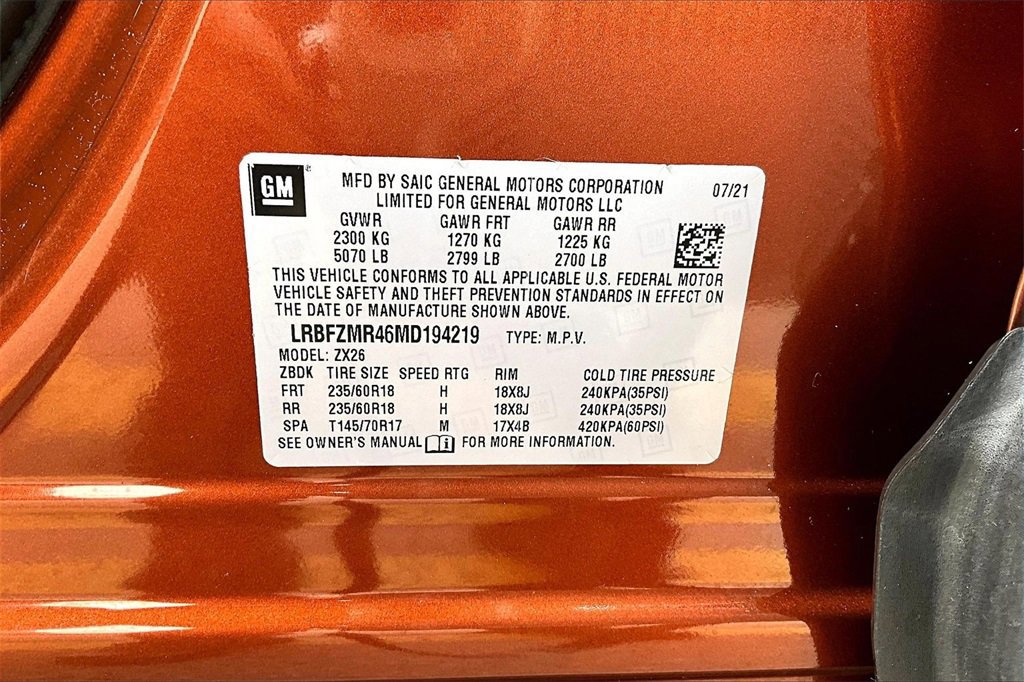 GM
MFD BY SAIC GENERAL MOTORS CORPORATION 07/21
LIMITED FOR GENERAL MOTORS LLC
GVWR GAWR FRT GAWR RR
2300 KG 1270 KG 1225 KG
5070 LB 2799 LB 2700 LB
THIS VEHICLE CONFORMS TO ALL APPLICABLE U.S. FEDERAL MOTOR
VEHICLE SAFETY AND THEFT PREVENTION STANDARDS IN EFFECT ON
THE DATE OF MANUFACTURE SHOWN ABOVE.
LRBFZMR46MD194219 TYPE: M.P.V.
MODEL: ZX26
ZBDK TIRE SIZE SPEED RTG RIM COLD TIRE PRESSURE
FRT 235/60R18 H 18X8J 240KPA(35PSI)
RR 235/60R18 H 18X8J 240KPA(35PSI)
SPA T145/70R17 M 17X4B 420KPA(60PSI)
SEE OWNER'S MANUAL FOR MORE INFORMATION.